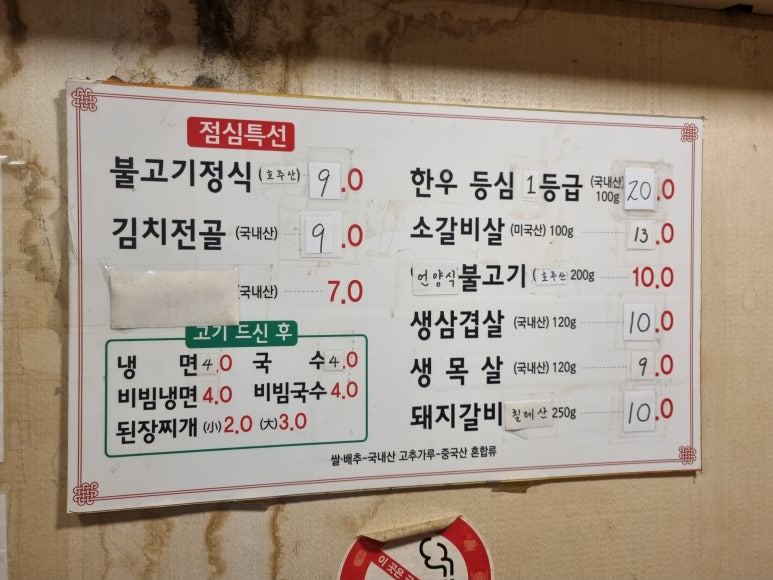 점심특선
불고기정식 (호주산) 9.0
김치전골 (국내산) 9.0
국내산) 7.0
고기 드신 후
냉 면 4.0 국 수 4.0
비빔냉면 4.0 비빔국수 4.0
된장찌개 (小) 2.0 (大) 3.0
한우 등심 1등급 (국내산) 100g 20.0
소갈비살 (미국산) 100g 13.0
언양식 불고기 (호주산 200g 10.0
생삼겹살 (국내산) 120g 10.0
생 목 살 (국내산) 120g 9.0
돼지갈비 칠레산 250g 10.0
쌀·배추-국내산 고추가루-중국산 혼합류
이 곳은